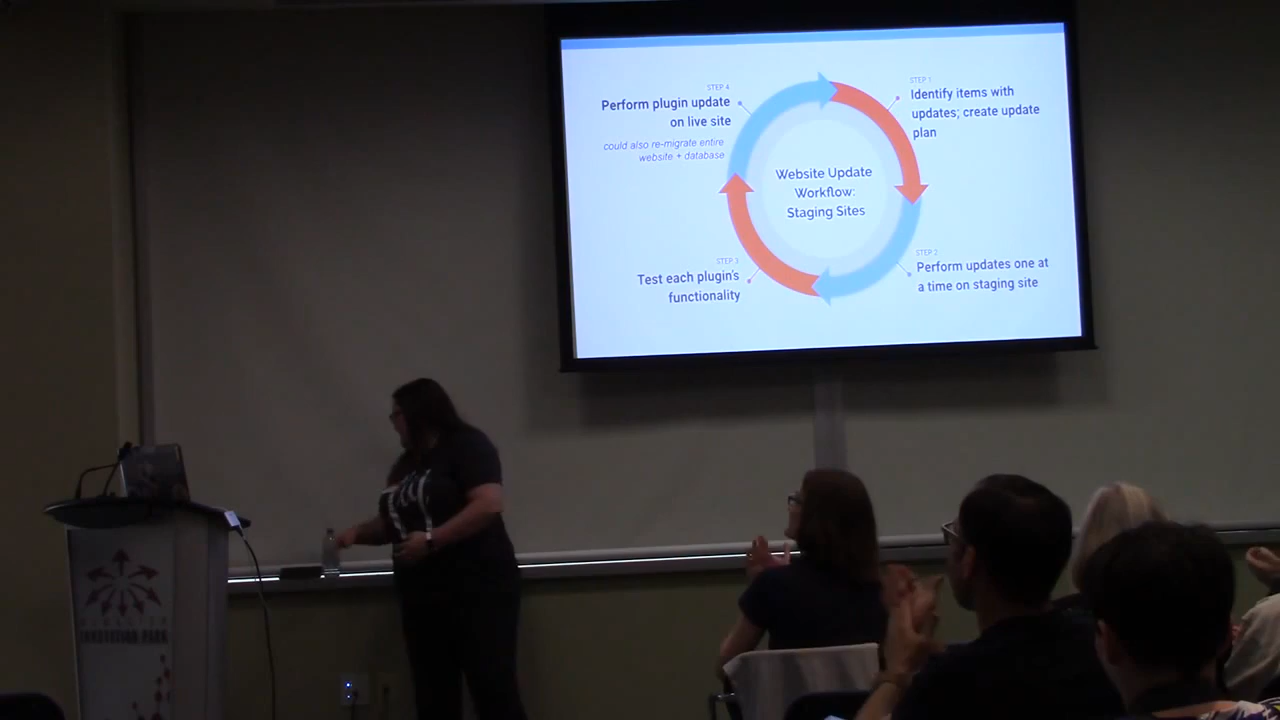 STEP 4
Perform plugin update
on live site
could also re-migrate entire
website + database
STEP 1
Identify items with
updates; create update
plan
Website Update
Workflow:
Staging Sites
STEP 3
Test each plugin's
functionality
STEP 2
Perform updates one at
a time on staging site
INNOVATION PARK